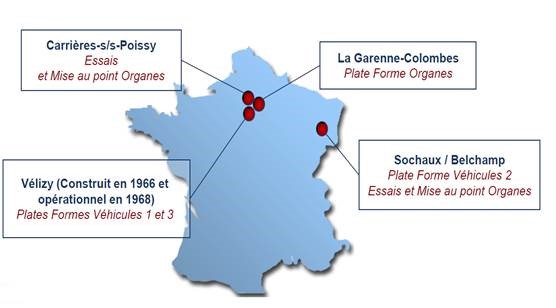 Carrières-s/s-Poissy
Essais
et Mise au point Organes
La Garenne-Colombes
Plate Forme Organes
Vélizy (Construit en 1966 et
opérationnel en 1968)
Plates Formes Véhicules 1 et 3
Sochaux / Belchamp
Plate Forme Véhicules 2
Essais et Mise au point Organes